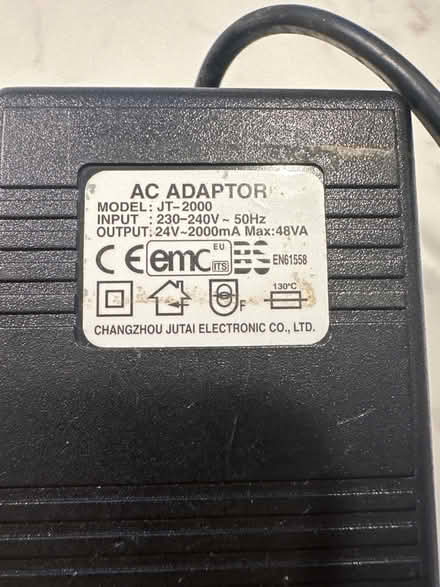 AC ADAPTOR
MODEL: JT-2000
INPUT : 230-240V ~ 50Hz
OUTPUT: 24V~2000mA Max:48VA
CE emc EU ITS BS EN61558
F F 130°C
CHANGZHOU JUTAI ELECTRONIC CO., LTD.